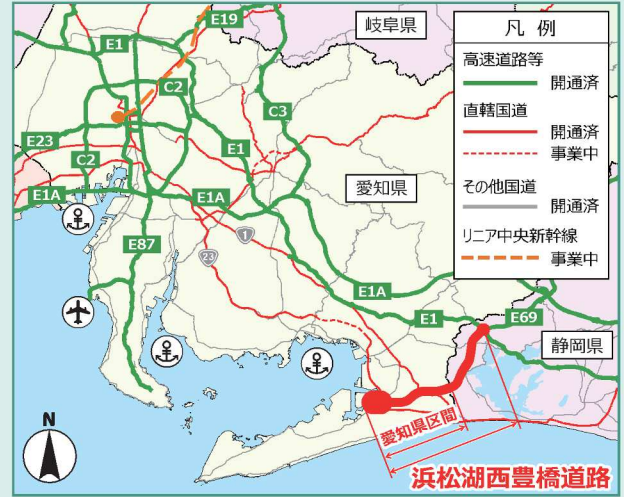 E19
岐阜県
凡 例
高速道路等
開通済
直轄国道
開通済
事業中
その他国道
開通済
リニア中央新幹線
事業中
E1
C2
C3
E23
C2
E1
E1A
E1A
愛知県
E87
1
23
E1A
E1
E69
静岡県
愛知県区間
浜松湖西豊橋道路
N